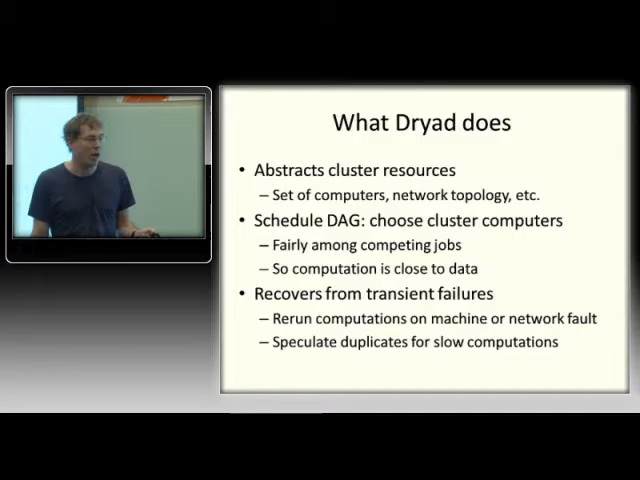 What Dryad does
• Abstracts cluster resources
– Set of computers, network topology, etc.
• Schedule DAG: choose cluster computers
– Fairly among competing jobs
– So computation is close to data
• Recovers from transient failures
– Rerun computations on machine or network fault
– Speculate duplicates for slow computations